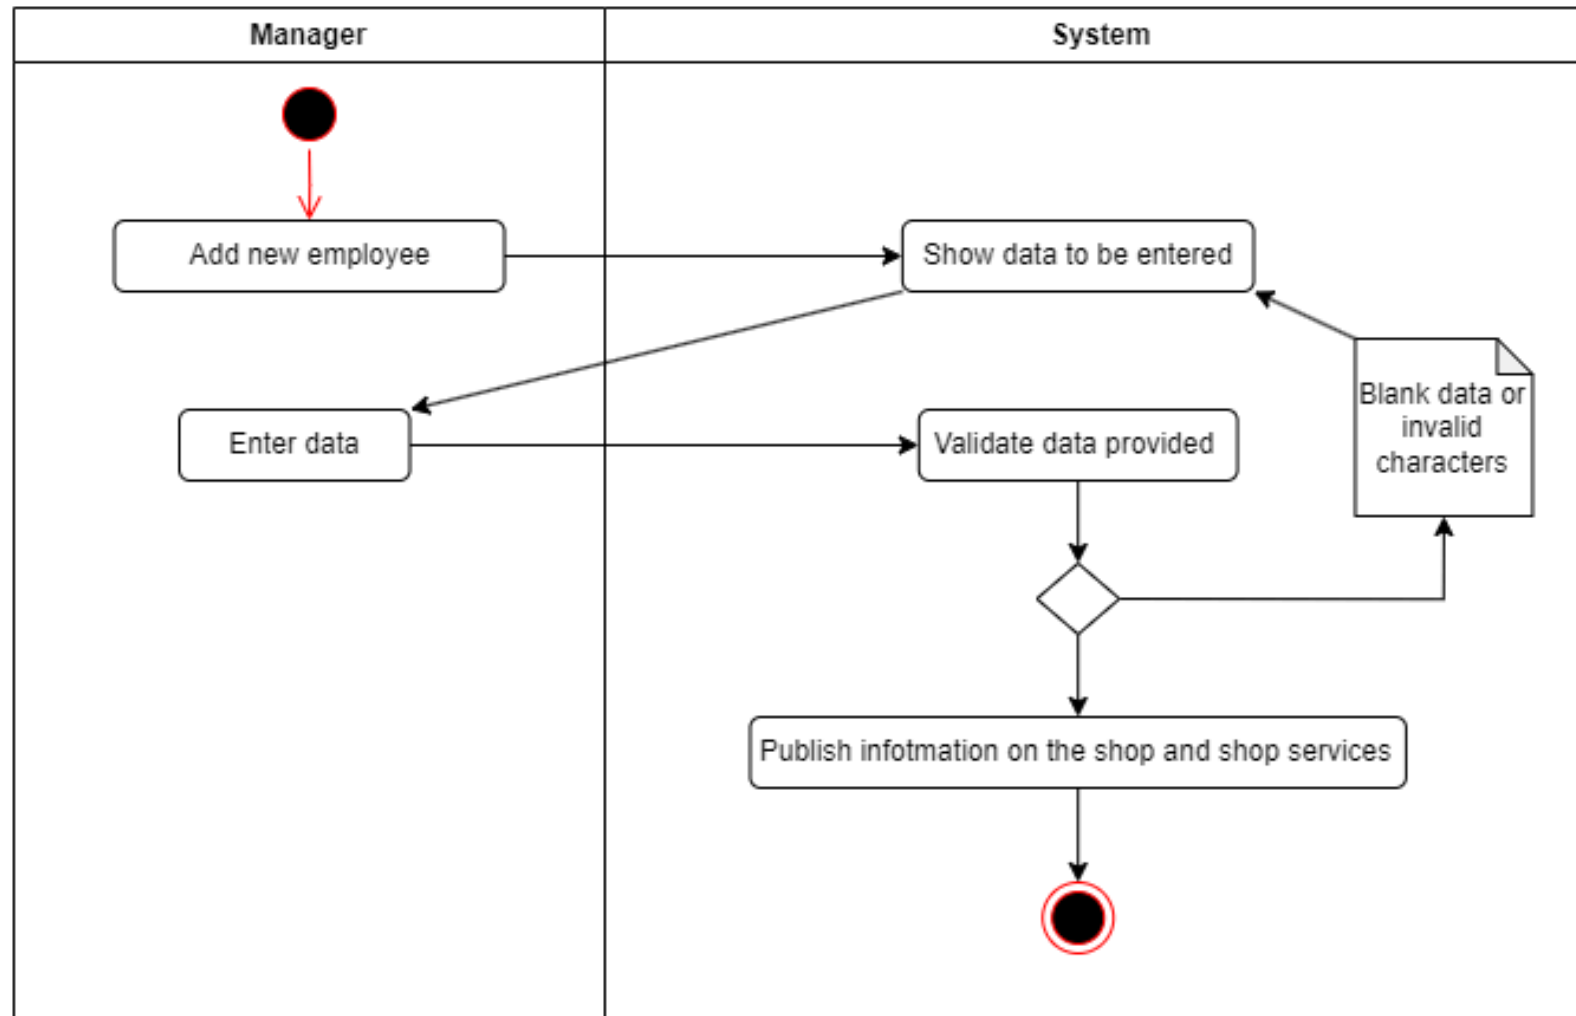 Manager
System
Add new employee
Show data to be entered
Blank data or
invalid
characters
Enter data
Validate data provided
Publish infotmation on the shop and shop services